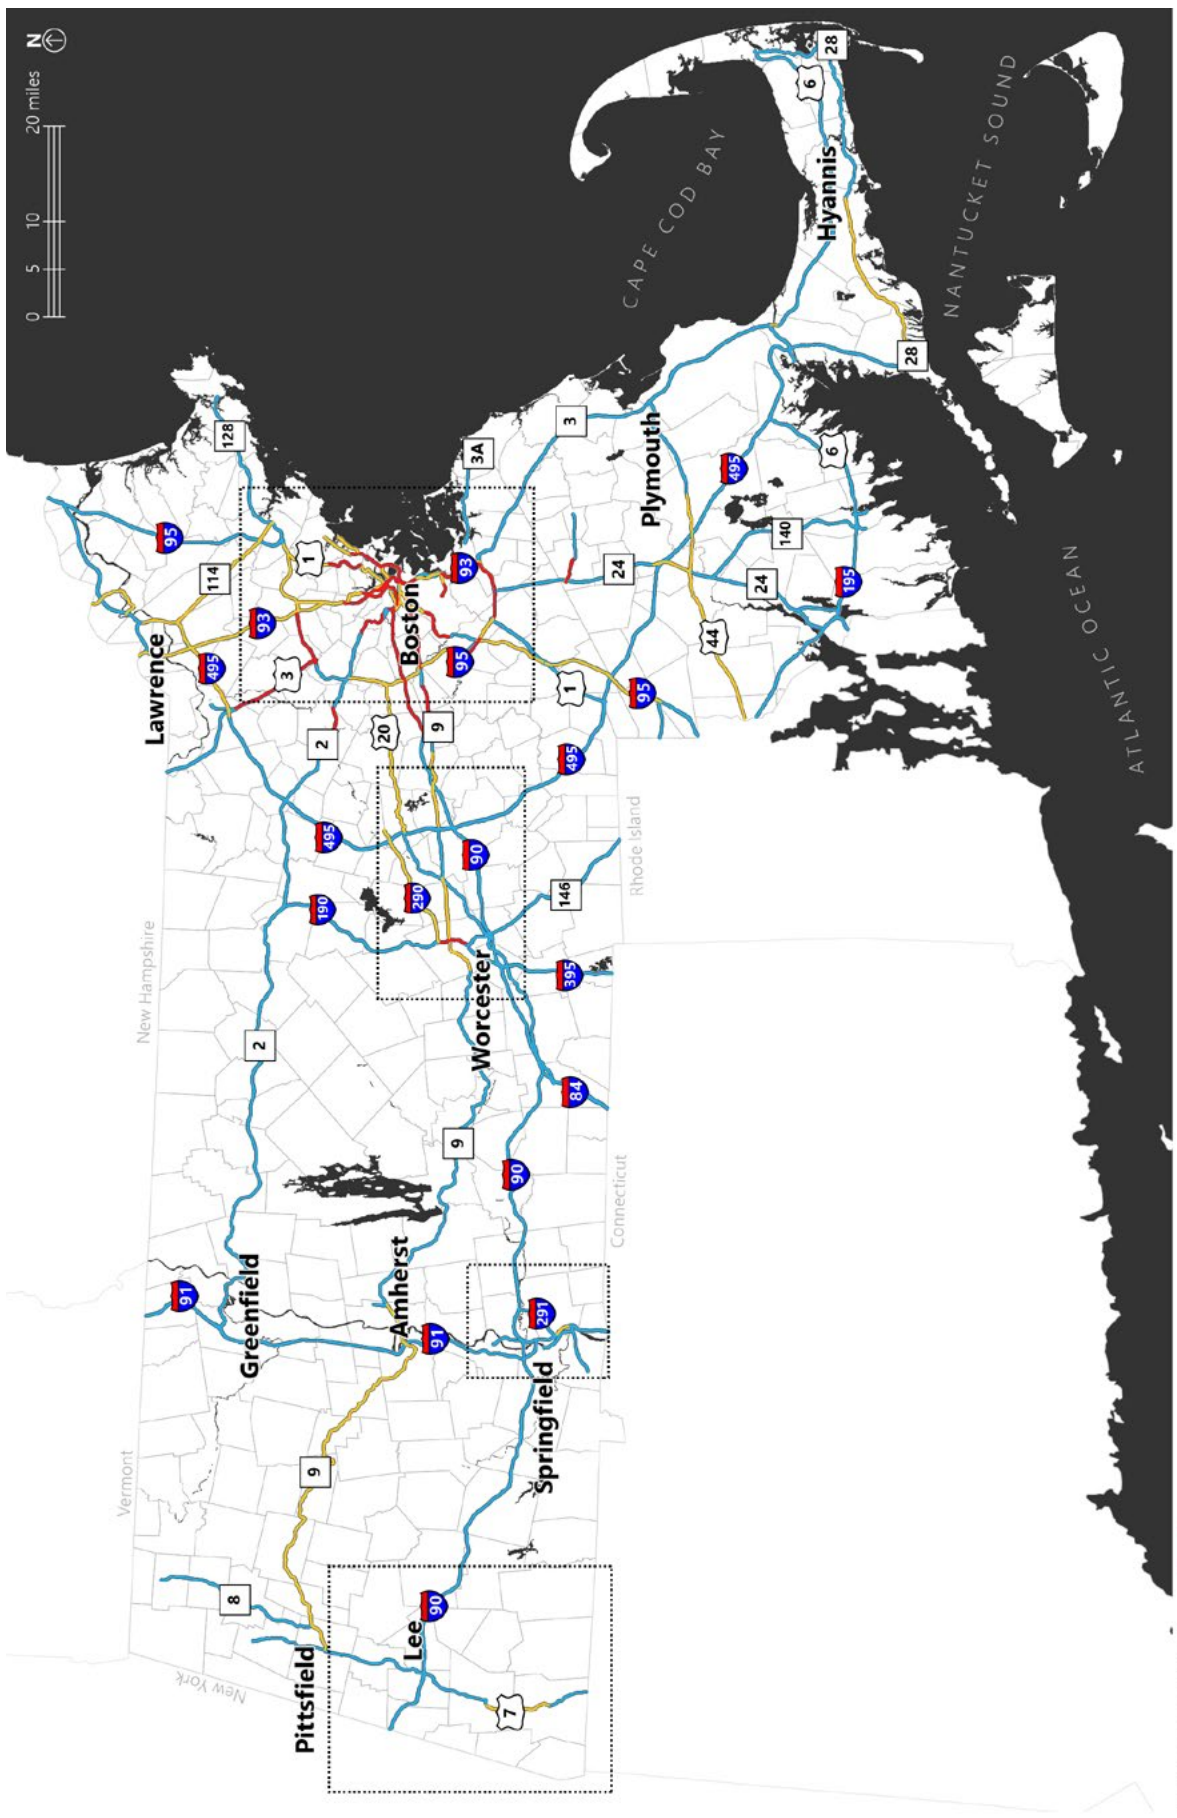 N
0 5 10 20 miles
Vermont
New Hampshire
New York
Connecticut
Rhode Island
Pittsfield
Lee
Greenfield
Amherst
Springfield
Worcester
Lawrence
Boston
Plymouth
Hyannis
CAPE COD BAY
NANTUCKET SOUND
ATLANTIC OCEAN
8
9
90
7
91
91
291
2
9
90
84
190
290
395
495
90
146
2
20
9
495
3
495
93
114
95
128
1
93
95
1
95
3A
3
24
44
24
140
195
495
6
28
6
28